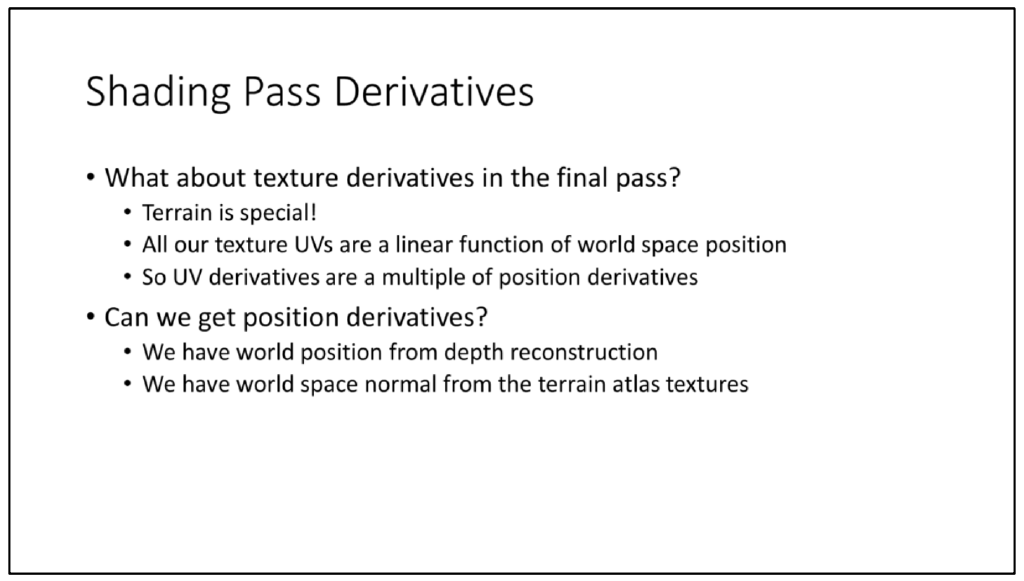 Shading Pass Derivatives
• What about texture derivatives in the final pass?
• Terrain is special!
• All our texture UVs are a linear function of world space position
• So UV derivatives are a multiple of position derivatives
• Can we get position derivatives?
• We have world position from depth reconstruction
• We have world space normal from the terrain atlas textures